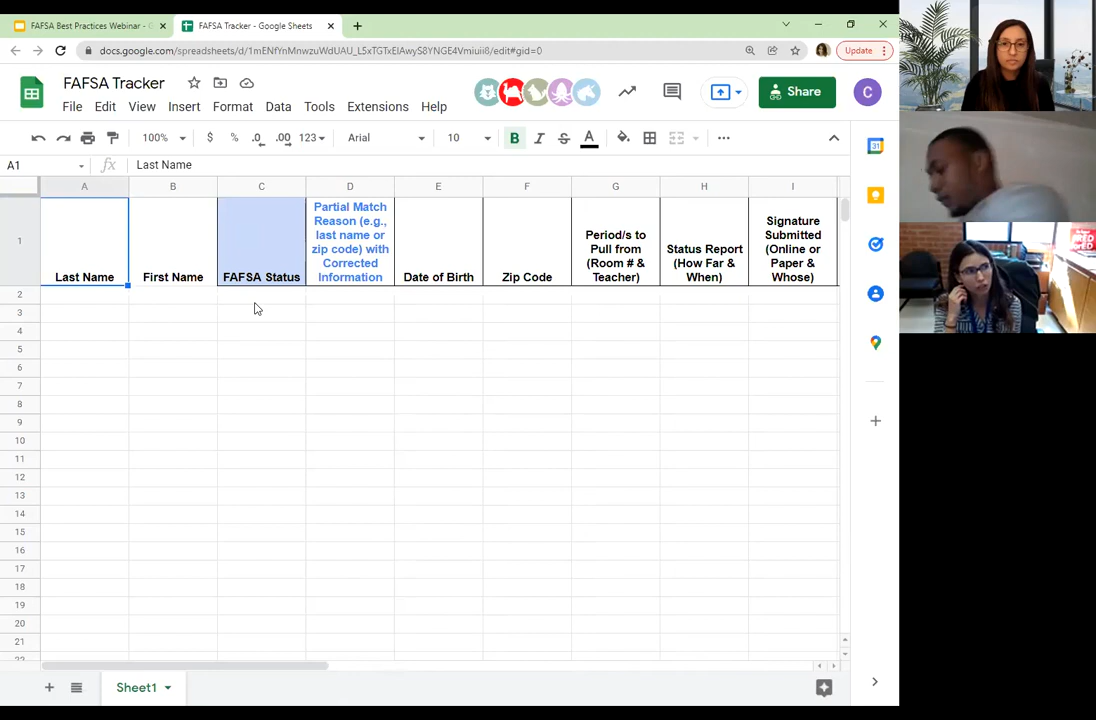 FAFSA Best Practices Webinar - G
FAFSA Tracker - Google Sheets
docs.google.com/spreadsheets/d/1mENfYnMnwzuWdUAU_LSxTGTxElAwyS8YNGE4Vmiuii8/edit#gid=0
Update
FAFSA Tracker
File Edit View Insert Format Data Tools Extensions Help
Share
C
100% $ % .0 .00 123 Arial 10 B I S A
A1 fx Last Name
A B C D E F G H I
1
Last Name
First Name
FAFSA Status
Partial Match
Reason (e.g.,
last name or
zip code) with
Corrected
Information
Date of Birth
Zip Code
Period/s to
Pull from
(Room # &
Teacher)
Status Report
(How Far &
When)
Signature
Submitted
(Online or
Paper &
Whose)
2
3
4
5
6
7
8
9
10
11
12
13
14
15
16
17
18
19
20
21
22
Sheet1
31